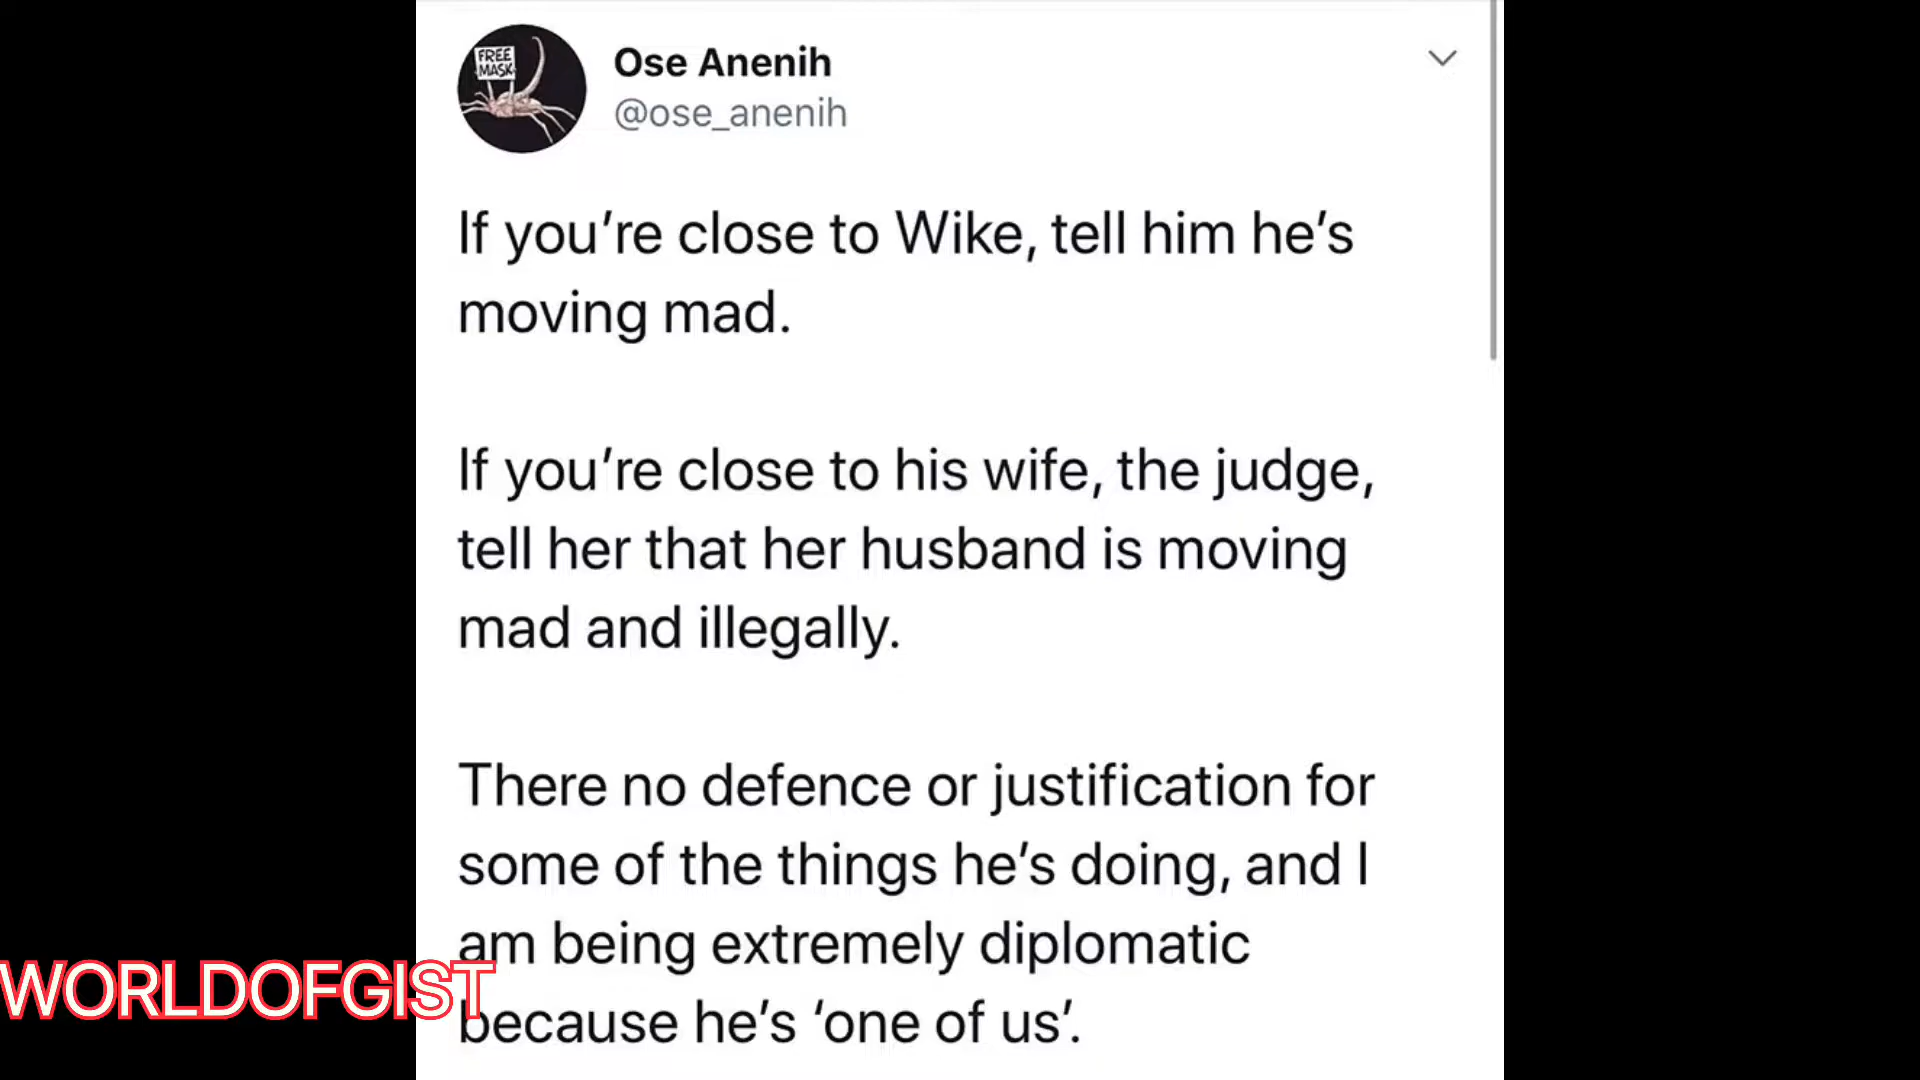 FREE
MASK
Ose Anenih
@ose_anenih
If you’re close to Wike, tell him he’s
moving mad.
If you’re close to his wife, the judge,
tell her that her husband is moving
mad and illegally.
There no defence or justification for
some of the things he’s doing, and I
am being extremely diplomatic
because he’s ‘one of us’.
WORLDOFGIST